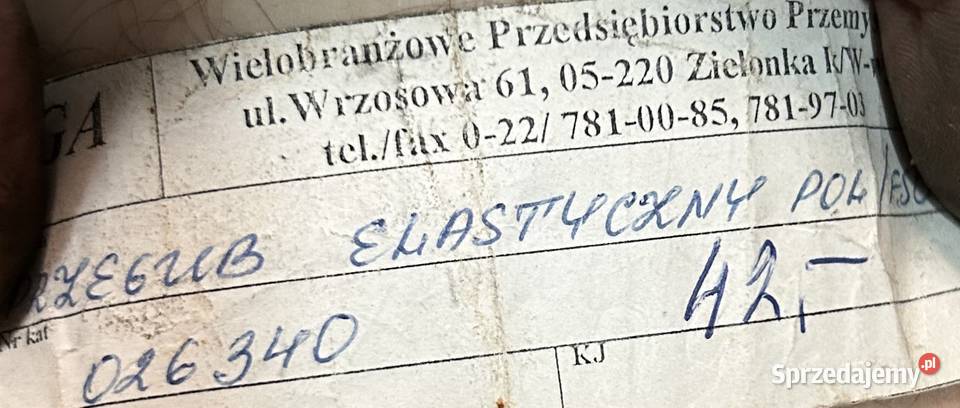 GA
Wielobranżowe Przedsiębiorstwo Przemy
ul. Wrzosowa 61, 05-220 Zielonka k/W-
tel./fax 0-22/ 781-00-85, 781-97-03
RZEGUB ELASTYCZNY POL/FSO
42,-
Nr kat
026340
KJ
Sprzedajemy.pl